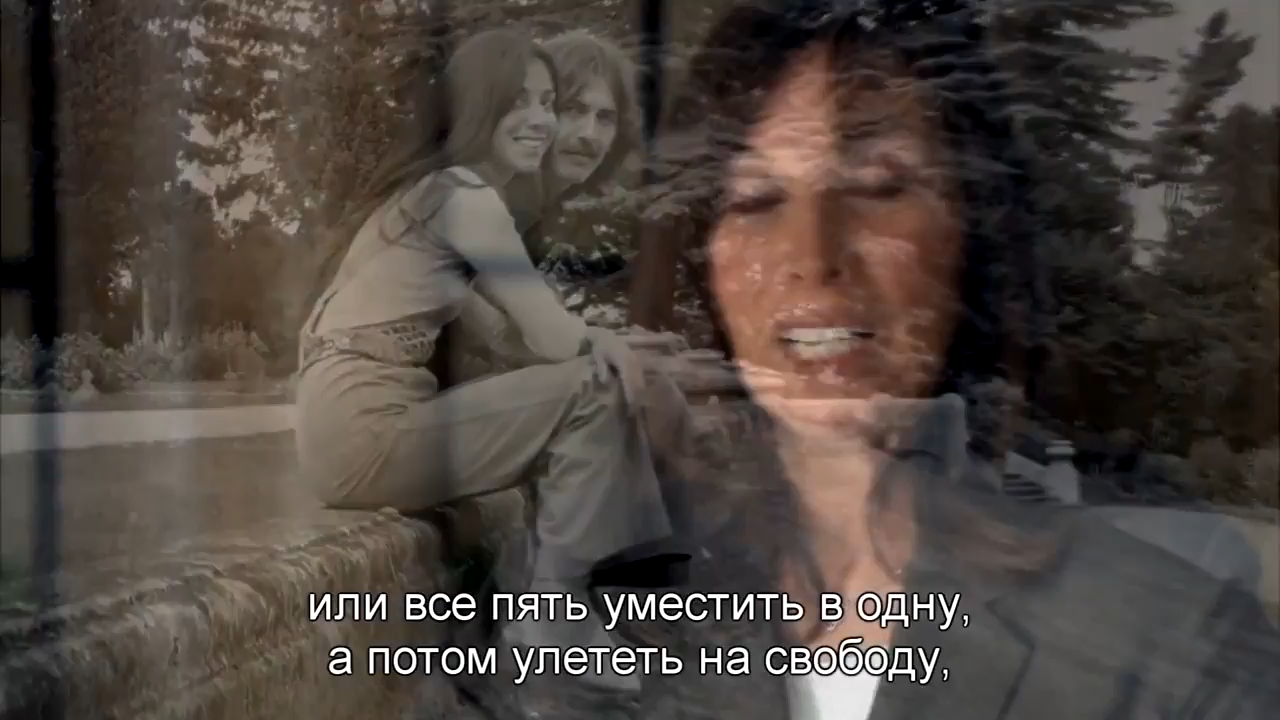 или все пять уместить в одну,
а потом улететь на свободу,